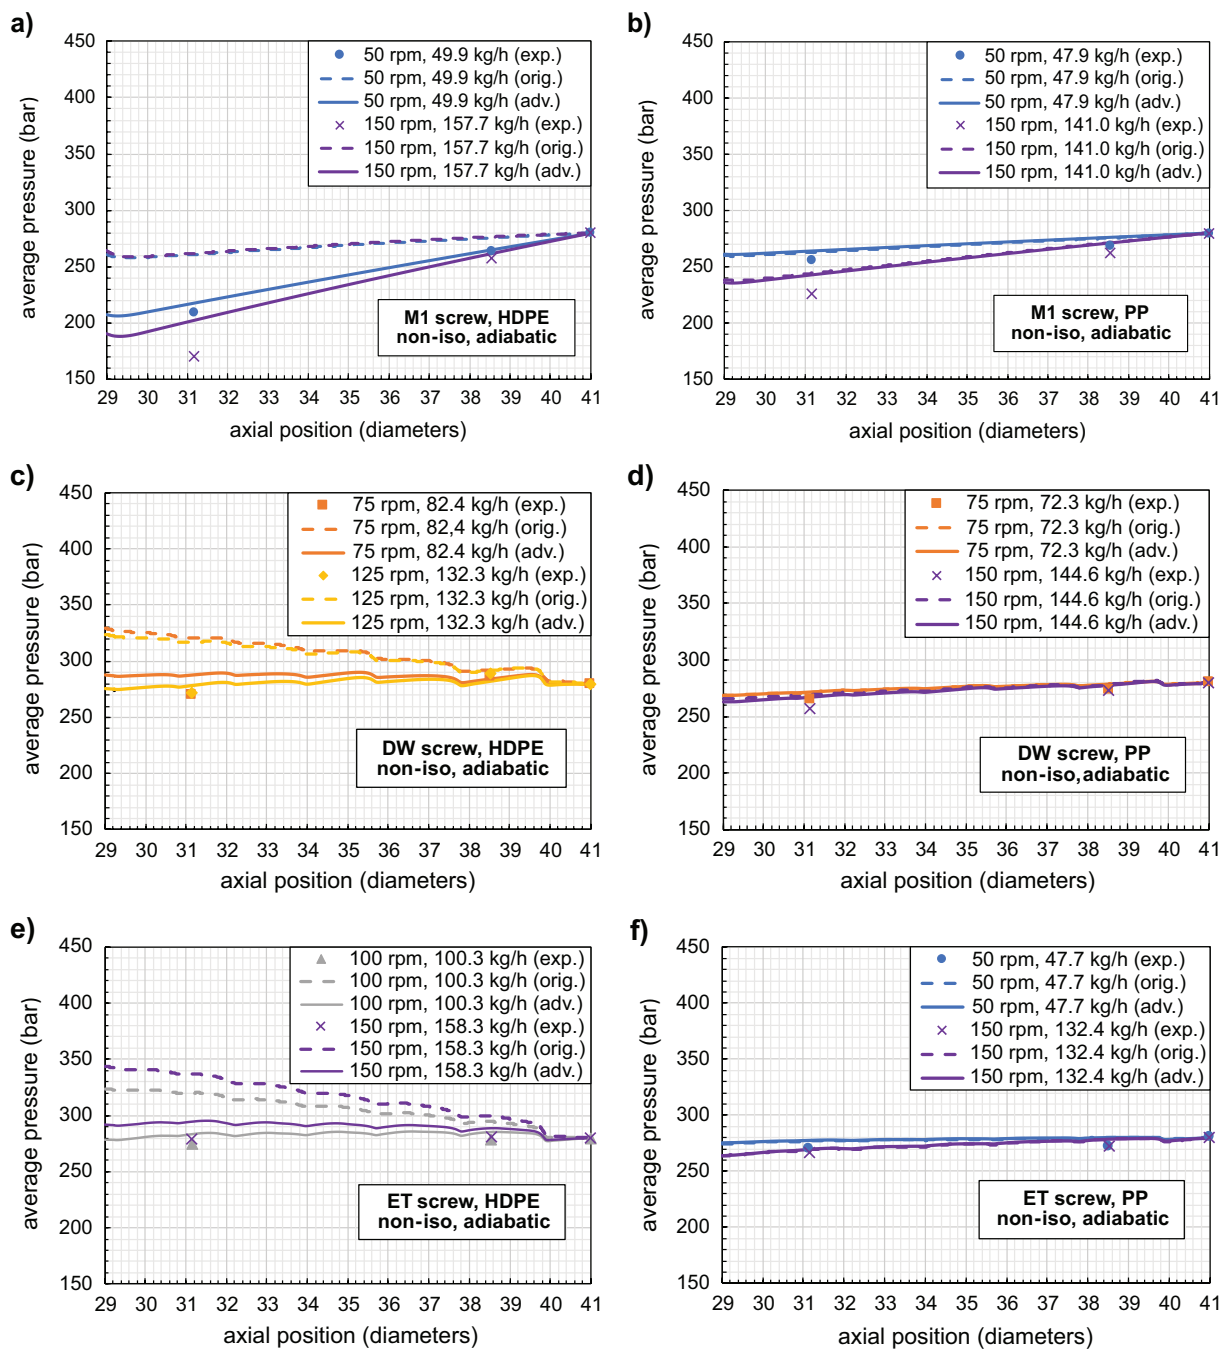 a)
450
400
350
300
250
200
150
average pressure (bar)
50 rpm, 49.9 kg/h (exp.)
50 rpm, 49.9 kg/h (orig.)
50 rpm, 49.9 kg/h (adv.)
150 rpm, 157.7 kg/h (exp.)
150 rpm, 157.7 kg/h (orig.)
150 rpm, 157.7 kg/h (adv.)
M1 screw, HDPE
non-iso, adiabatic
29 30 31 32 33 34 35 36 37 38 39 40 41
axial position (diameters)
b)
450
400
350
300
250
200
150
average pressure (bar)
50 rpm, 47.9 kg/h (exp.)
50 rpm, 47.9 kg/h (orig.)
50 rpm, 47.9 kg/h (adv.)
150 rpm, 141.0 kg/h (exp.)
150 rpm, 141.0 kg/h (orig.)
150 rpm, 141.0 kg/h (adv.)
M1 screw, PP
non-iso, adiabatic
29 30 31 32 33 34 35 36 37 38 39 40 41
axial position (diameters)
c)
450
400
350
300
250
200
150
average pressure (bar)
75 rpm, 82.4 kg/h (exp.)
75 rpm, 82,4 kg/h (orig.)
75 rpm, 82.4 kg/h (adv.)
125 rpm, 132.3 kg/h (exp.)
125 rpm, 132.3 kg/h (orig.)
125 rpm, 132.3 kg/h (adv.)
DW screw, HDPE
non-iso, adiabatic
29 30 31 32 33 34 35 36 37 38 39 40 41
axial position (diameters)
d)
450
400
350
300
250
200
150
average pressure (bar)
75 rpm, 72.3 kg/h (exp.)
75 rpm, 72.3 kg/h (orig.)
75 rpm, 72.3 kg/h (adv.)
150 rpm, 144.6 kg/h (exp.)
150 rpm, 144.6 kg/h (orig.)
150 rpm, 144.6 kg/h (adv.)
DW screw, PP
non-iso, adiabatic
29 30 31 32 33 34 35 36 37 38 39 40 41
axial position (diameters)
e)
450
400
350
300
250
200
150
average pressure (bar)
100 rpm, 100.3 kg/h (exp.)
100 rpm, 100.3 kg/h (orig.)
100 rpm, 100.3 kg/h (adv.)
150 rpm, 158.3 kg/h (exp.)
150 rpm, 158.3 kg/h (orig.)
150 rpm, 158.3 kg/h (adv.)
ET screw, HDPE
non-iso, adiabatic
29 30 31 32 33 34 35 36 37 38 39 40 41
axial position (diameters)
f)
450
400
350
300
250
200
150
average pressure (bar)
50 rpm, 47.7 kg/h (exp.)
50 rpm, 47.7 kg/h (orig.)
50 rpm, 47.7 kg/h (adv.)
150 rpm, 132.4 kg/h (exp.)
150 rpm, 132.4 kg/h (orig.)
150 rpm, 132.4 kg/h (adv.)
ET screw, PP
non-iso, adiabatic
29 30 31 32 33 34 35 36 37 38 39 40 41
axial position (diameters)